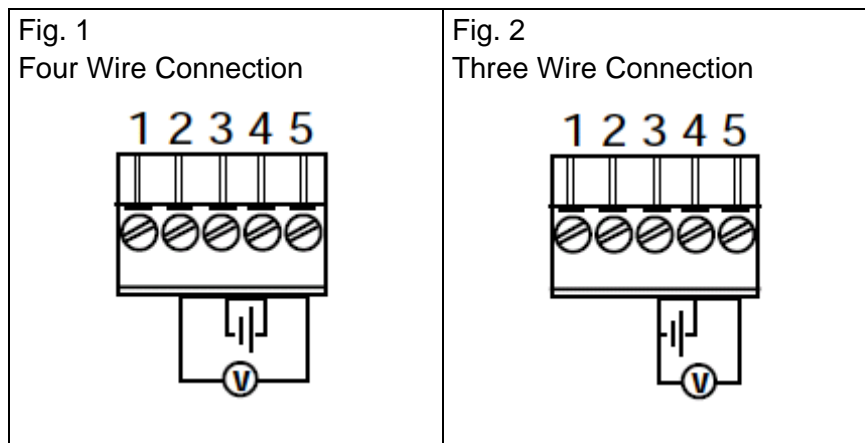 Fig. 1
Four Wire Connection
1 2 3 4 5
V
Fig. 2
Three Wire Connection
1 2 3 4 5
V